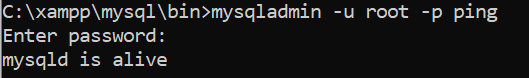 C:\xampp\mysql\bin>mysqladmin -u root -p ping
Enter password:
mysqld is alive